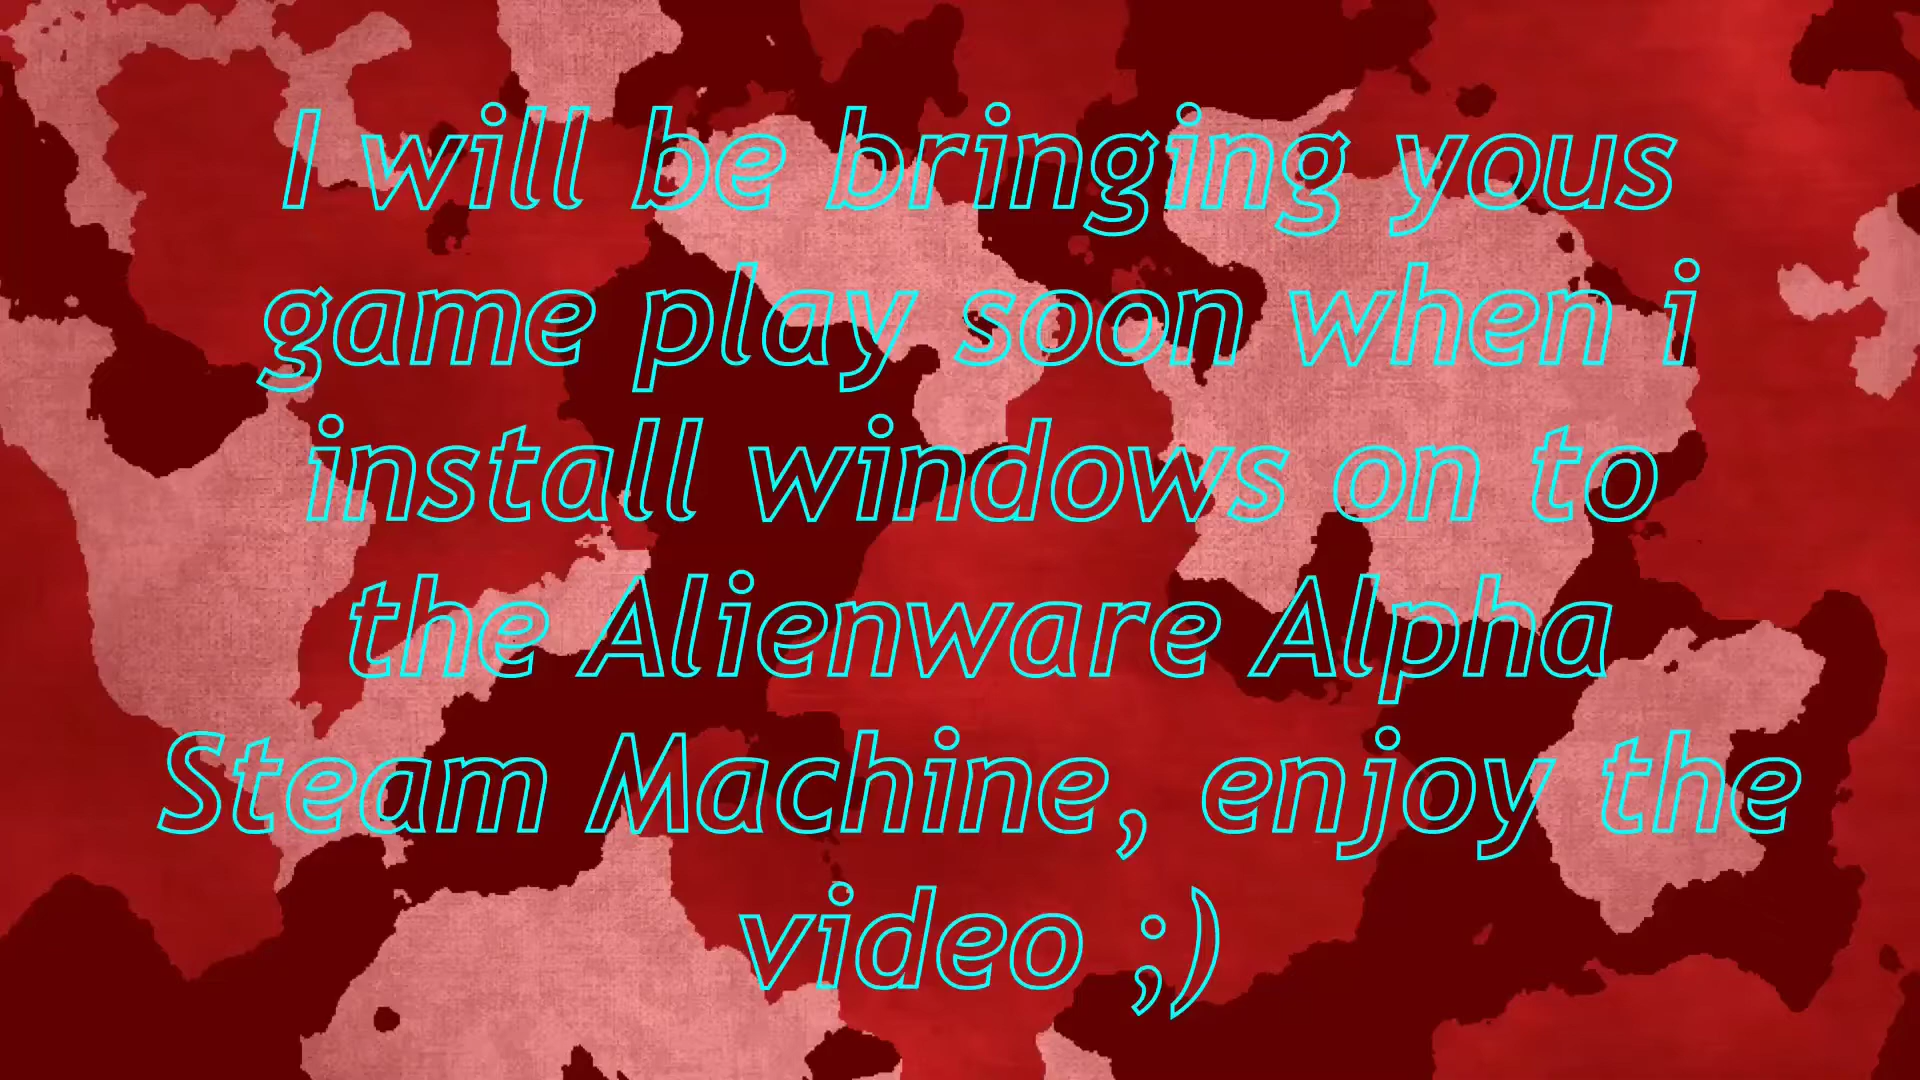 I will be bringing yous
game play soon when i
install windows on to
the Alienware Alpha
Steam Machine, enjoy the
video ;)